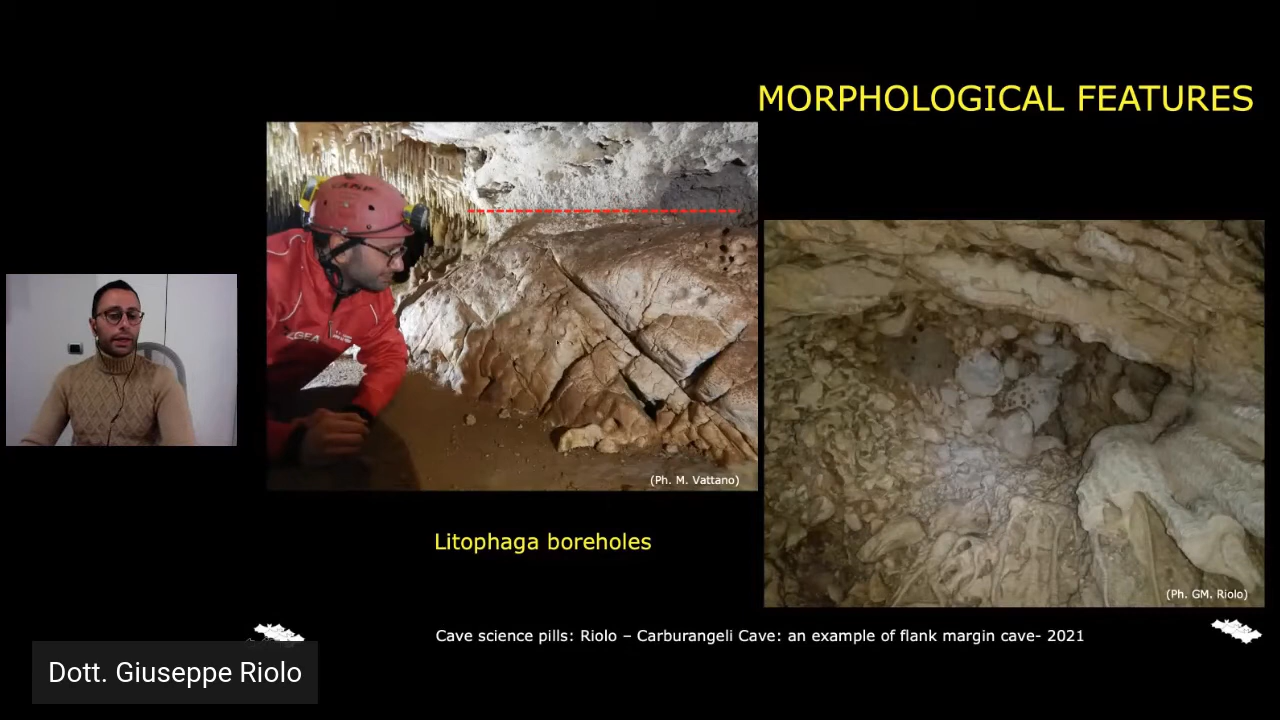 MORPHOLOGICAL FEATURES
(Ph. M. Vattano)
Litophaga boreholes
(Ph. GM. Riolo)
Cave science pills: Riolo – Carburangeli Cave: an example of flank margin cave- 2021
Dott. Giuseppe Riolo